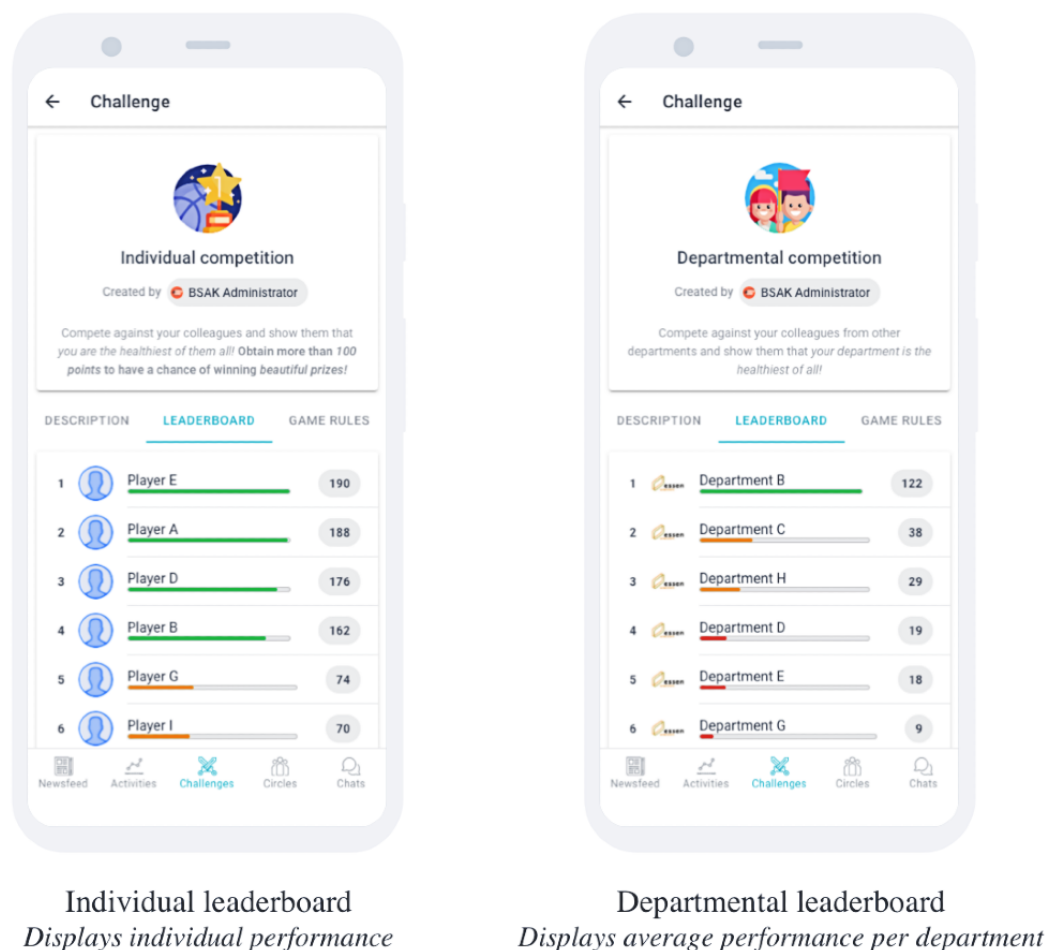 Challenge
Individual competition
Created by BSAK Administrator
Compete against your colleagues and show them that
you are the healthiest of them all! Obtain more than 100
points to have a chance of winning beautiful prizes!
DESCRIPTION LEADERBOARD GAME RULES
1 Player E 190
2 Player A 188
3 Player D 176
4 Player B 162
5 Player G 74
6 Player I 70
Newsfeed Activities Challenges Circles Chats
Individual leaderboard
Displays individual performance
Challenge
Departmental competition
Created by BSAK Administrator
Compete against your colleagues from other
departments and show them that your department is the
healthiest of all!
DESCRIPTION LEADERBOARD GAME RULES
1 essen Department B 122
2 essen Department C 38
3 essen Department H 29
4 essen Department D 19
5 essen Department E 18
6 essen Department G 9
Newsfeed Activities Challenges Circles Chats
Departmental leaderboard
Displays average performance per department